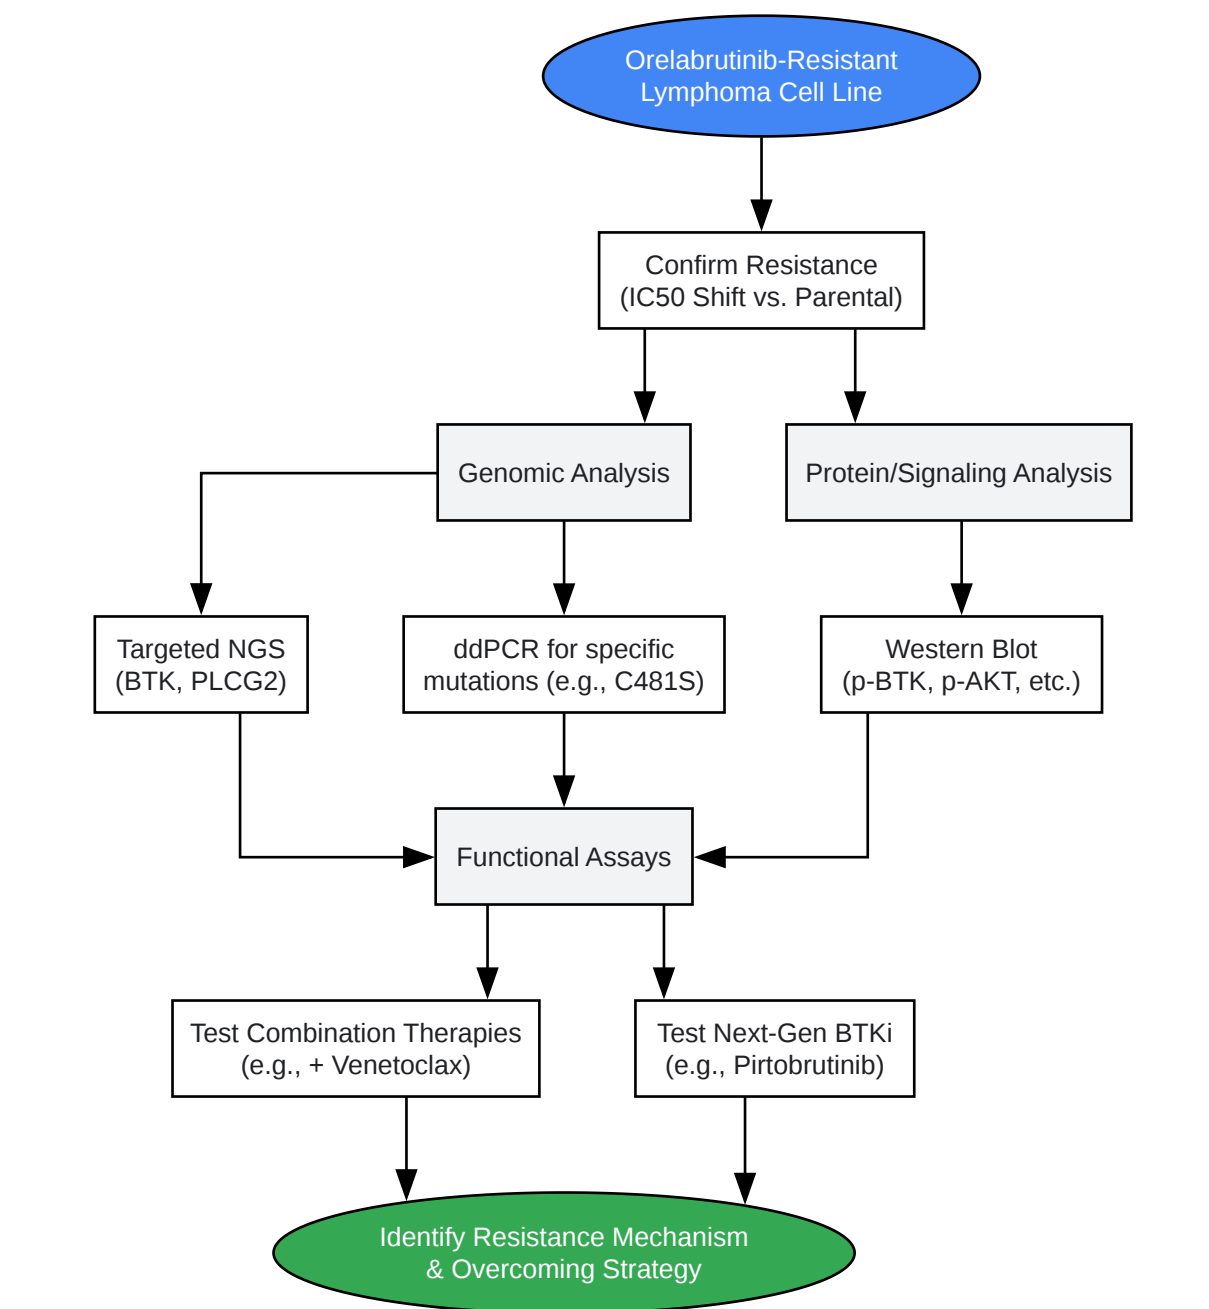 Orelabrutinib-Resistant
Lymphoma Cell Line
Confirm Resistance
(IC50 Shift vs. Parental)
Genomic Analysis
Protein/Signaling Analysis
Targeted NGS
(BTK, PLCG2)
ddPCR for specific
mutations (e.g., C481S)
Western Blot
(p-BTK, p-AKT, etc.)
Functional Assays
Test Combination Therapies
(e.g., + Venetoclax)
Test Next-Gen BTKi
(e.g., Pirtobrutinib)
Identify Resistance Mechanism
& Overcoming Strategy